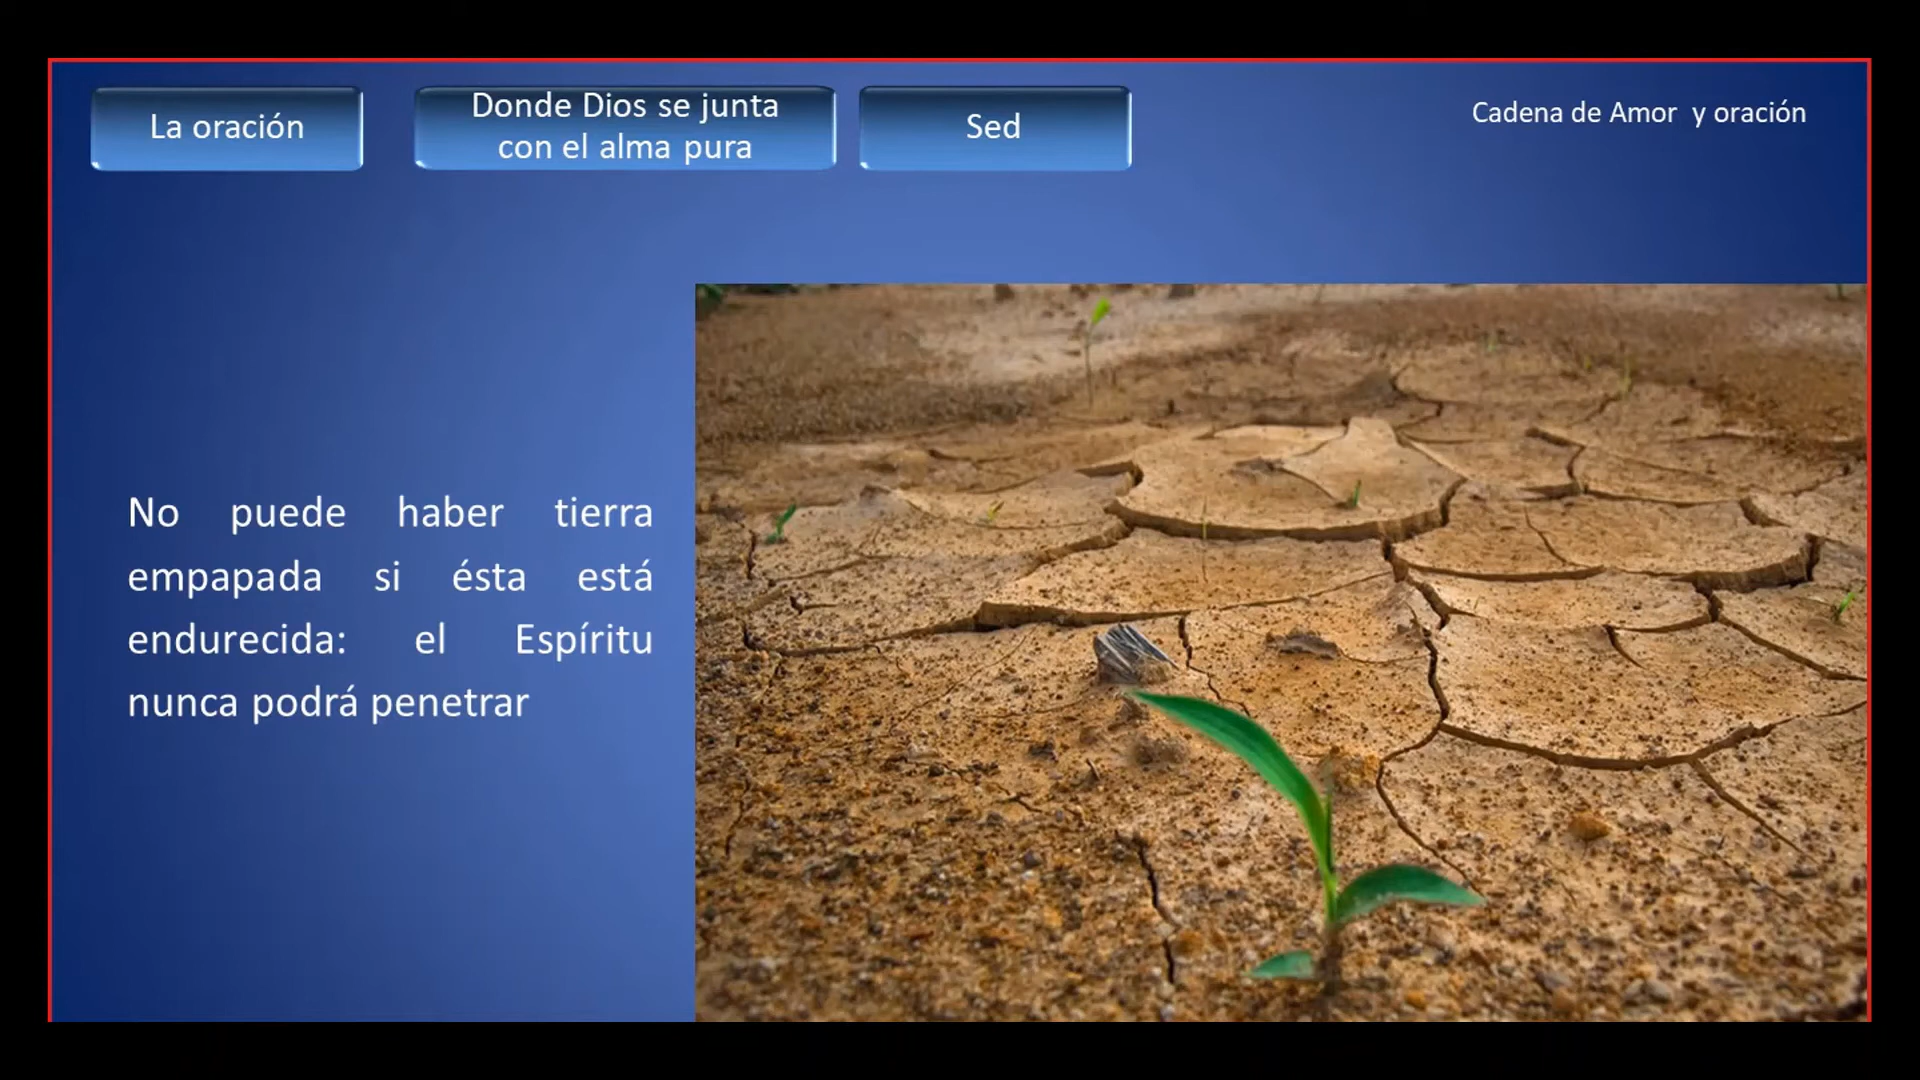 La oración
Donde Dios se junta
con el alma pura
Sed
Cadena de Amor y oración
No puede haber tierra
empapada si ésta está
endurecida: el Espíritu
nunca podrá penetrar